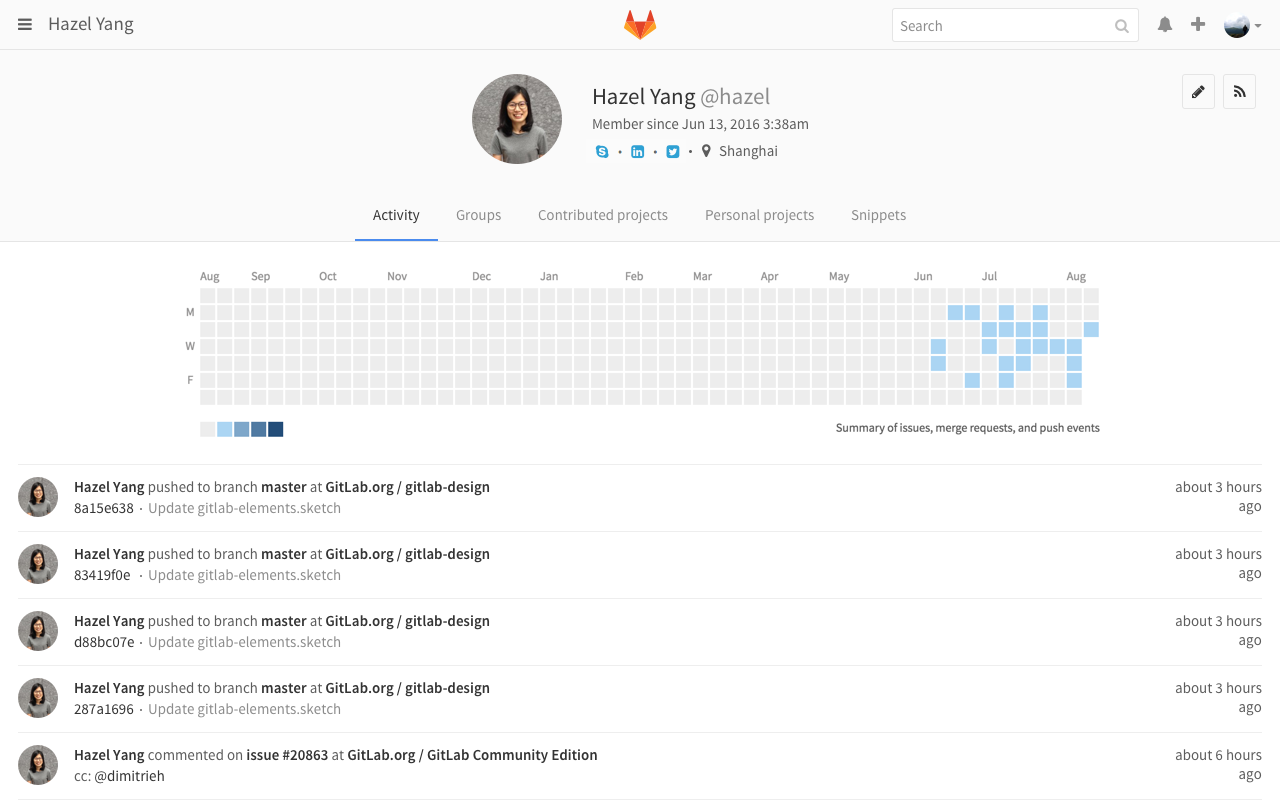 Hazel Yang
Search
Hazel Yang @hazel
Member since Jun 13, 2016 3:38am
Shanghai
Activity Groups Contributed projects Personal projects Snippets
Aug Sep Oct Nov Dec Jan Feb Mar Apr May Jun Jul Aug
M
W
F
Summary of issues, merge requests, and push events
Hazel Yang pushed to branch master at GitLab.org / gitlab-design
8a15e638 · Update gitlab-elements.sketch
about 3 hours
ago
Hazel Yang pushed to branch master at GitLab.org / gitlab-design
83419f0e · Update gitlab-elements.sketch
about 3 hours
ago
Hazel Yang pushed to branch master at GitLab.org / gitlab-design
d88bc07e · Update gitlab-elements.sketch
about 3 hours
ago
Hazel Yang pushed to branch master at GitLab.org / gitlab-design
287a1696 · Update gitlab-elements.sketch
about 3 hours
ago
Hazel Yang commented on issue #20863 at GitLab.org / GitLab Community Edition
cc: @dimitrieh
about 6 hours
ago